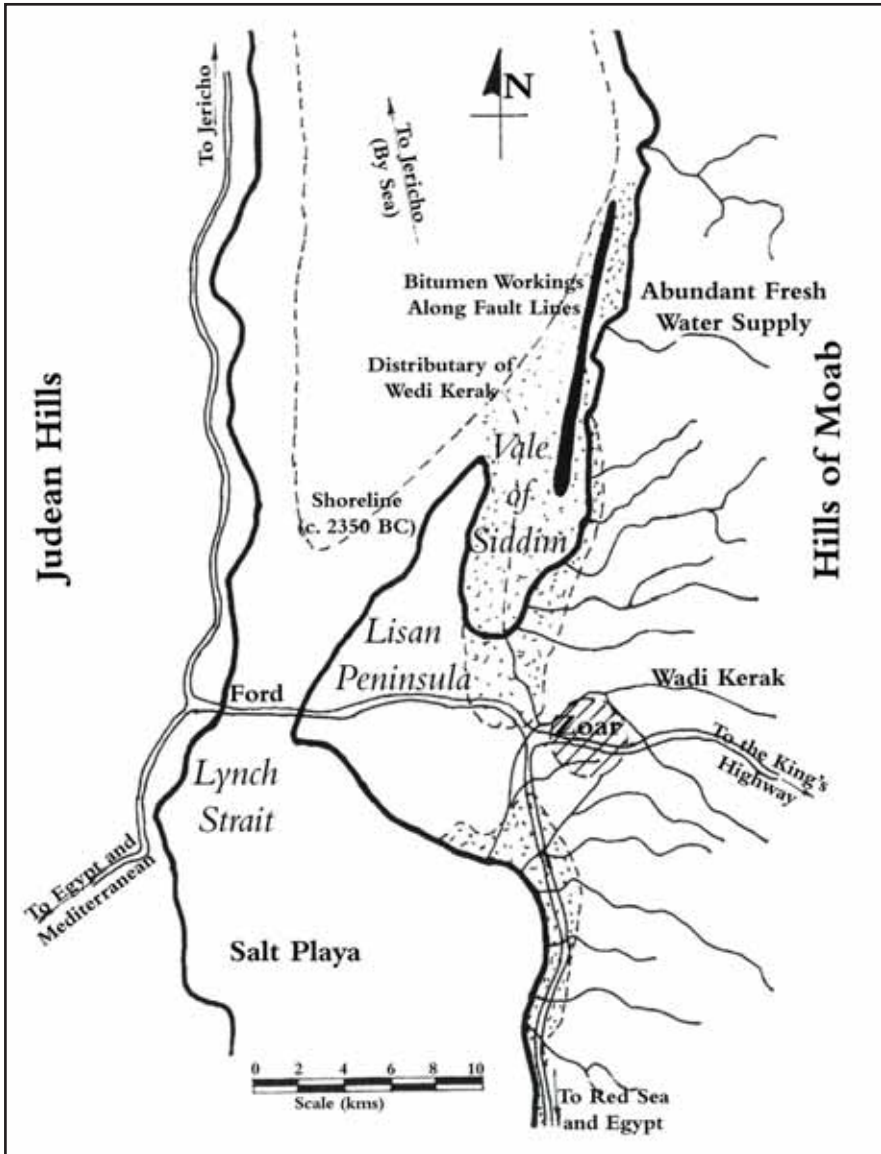 To Jericho
To Jericho
(By Sea)
N
Bitumen Workings
Along Fault Lines
Abundant Fresh
Water Supply
Distributary of
Wedi Kerak
Judean Hills
Hills of Moab
Vale
of
Siddim
Shoreline
(c. 2350 BC)
Lisan
Peninsula
Wadi Kerak
Ford
Zoar
To the King's
Highway
Lynch
Strait
To Egypt and
Mediterranean
Salt Playa
0 2 4 6 8 10
Scale (kms)
To Red Sea
and Egypt